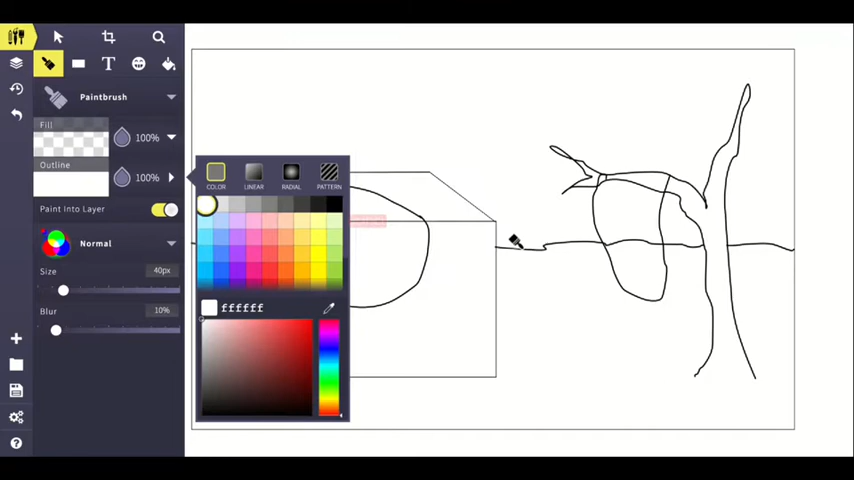 T
Paintbrush
Fill
100%
Outline
100%
Paint Into Layer
Normal
Size
40px
Blur
10%
COLOR
LINEAR
RADIAL
PATTERN
ffffff